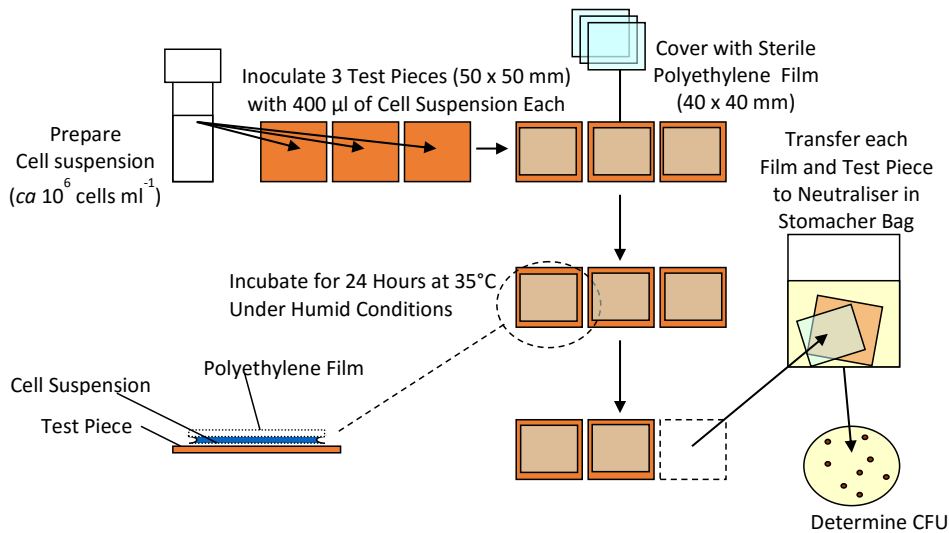 Inoculate 3 Test Pieces (50 x 50 mm)
with 400 µl of Cell Suspension Each
Cover with Sterile
Polyethylene Film
(40 x 40 mm)
Prepare
Cell suspension
(ca 10⁶ cells ml⁻¹)
Transfer each
Film and Test Piece
to Neutraliser in
Stomacher Bag
Incubate for 24 Hours at 35°C
Under Humid Conditions
Polyethylene Film
Cell Suspension
Test Piece
Determine CFU